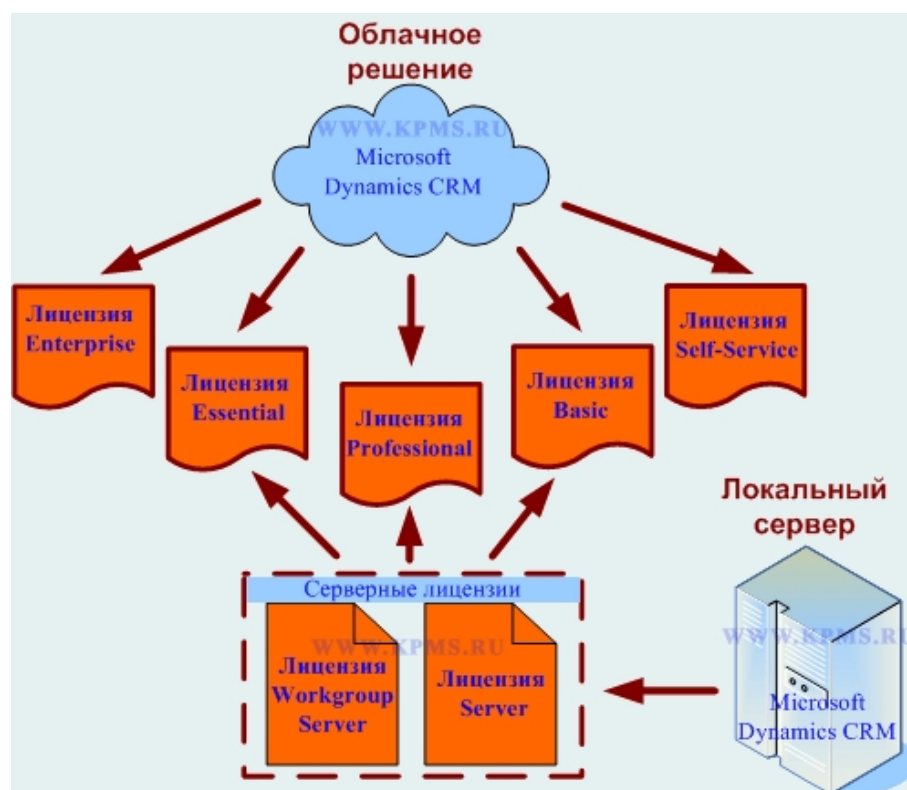 Облачное
решение
WWW.KPMS.RU
Microsoft
Dynamics CRM
Лицензия
Enterprise
Лицензия
Essential
Лицензия
Professional
Лицензия
Basic
Лицензия
Self-Service
Локальный
сервер
Серверные лицензии
WWW.KPMS.RU
Лицензия
Workgroup
Server
Лицензия
Server
WWW.KPMS.RU
Microsoft
Dynamics CRM